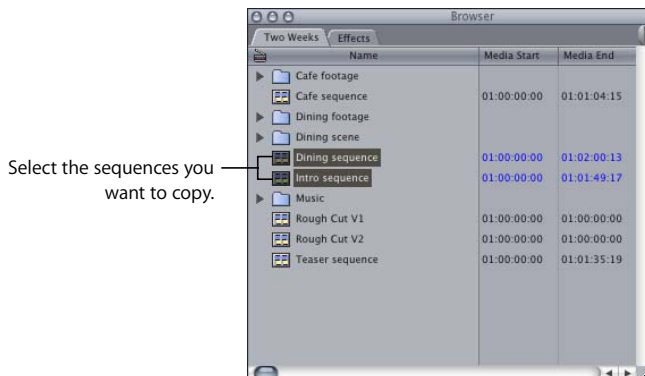 Browser
Two Weeks Effects
Name Media Start Media End
Cafe footage
Cafe sequence 01:00:00:00 01:01:04:15
Dining footage
Dining scene
Select the sequences you
want to copy.
Dining sequence 01:00:00:00 01:02:00:13
Intro sequence 01:00:00:00 01:01:49:17
Music
Rough Cut V1 01:00:00:00 01:00:00:00
Rough Cut V2 01:00:00:00 01:00:00:00
Teaser sequence 01:00:00:00 01:01:35:19